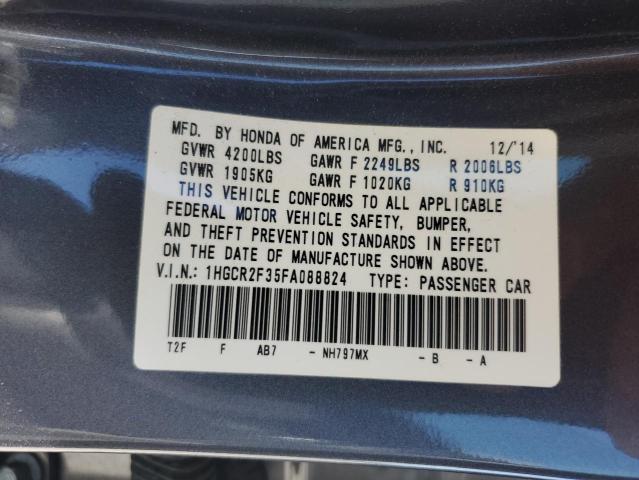 MFD. BY HONDA OF AMERICA MFG., INC. 12/'14
GVWR 4200LBS GAWR F 2249LBS R 2006LBS
GVWR 1905KG GAWR F 1020KG R 910KG
THIS VEHICLE CONFORMS TO ALL APPLICABLE
FEDERAL MOTOR VEHICLE SAFETY, BUMPER,
AND THEFT PREVENTION STANDARDS IN EFFECT
ON THE DATE OF MANUFACTURE SHOWN ABOVE.
V.I.N.: 1HGCR2F35FA088824 TYPE: PASSENGER CAR
T2F F AB7 - NH797MX - B - A